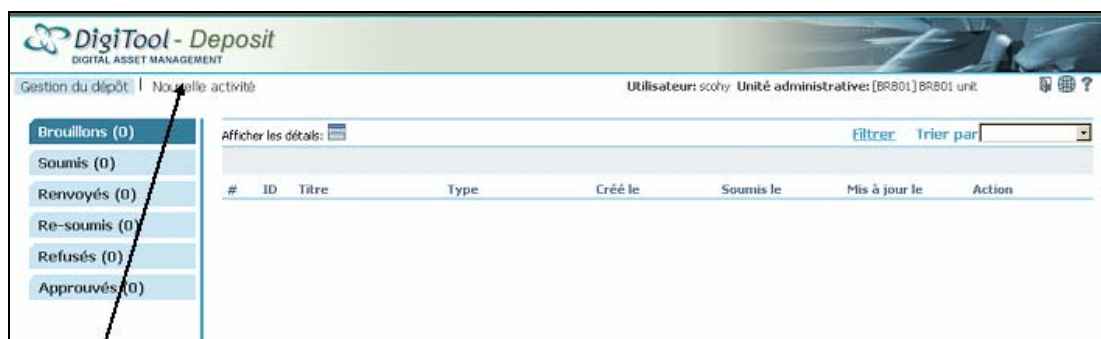 DigiTool - Deposit
DIGITAL ASSET MANAGEMENT
Gestion du dépôt | Nouvelle activité
Utilisateur: scohy Unité administrative: [BRB01] BRB01 unit
Brouillons (0)
Soumis (0)
Renvoyés (0)
Re-soumis (0)
Refusés (0)
Approuvés (0)
Afficher les détails:
Filtrer Trier par
# ID Titre Type Créé le Soumis le Mis à jour le Action